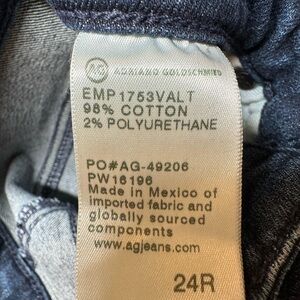 AG ADRIANO GOLDSCHMIED
EMP1753VALT
98% COTTON
2% POLYURETHANE
PO#AG-49206
PW16196
Made in Mexico of
imported fabric and
globally sourced
components
www.agjeans.com
24R